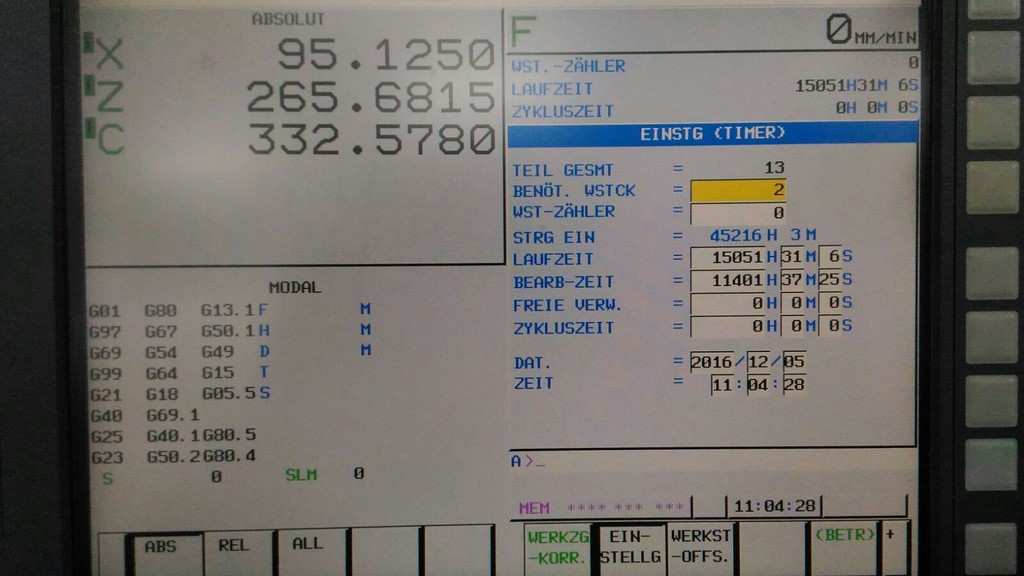 ABSOLUT
X 95.1250
Z 265.6815
C 332.5780
F 0 MM/MIN
WST.-ZÄHLER 0
LAUFZEIT 15051H31M 6S
ZYKLUSZEIT 0H 0M 0S
EINSTG (TIMER)
TEIL GESMT = 13
BENÖT. WSTCK = 2
WST-ZÄHLER = 0
STRG EIN = 45216 H 3 M
LAUFZEIT = 15051 H 31 M 6 S
BEARB-ZEIT = 11401 H 37 M 25 S
FREIE VERW. = 0 H 0 M 0 S
ZYKLUSZEIT = 0 H 0 M 0 S
DAT. = 2016/12/05
ZEIT = 11:04:28
MODAL
G01 G80 G13.1 F M
G97 G67 G50.1 H M
G69 G54 G49 D M
G99 G64 G15 T
G21 G18 G05.5 S
G40 G69.1
G25 G40.1 G80.5
G23 G50.2 G80.4
S 0 SLM 0
A>_
MEM **** *** *** 11:04:28
ABS REL ALL
WERKZG
-KORR.
EIN-
STELLG
WERKST
-OFFS.
(BETR) +